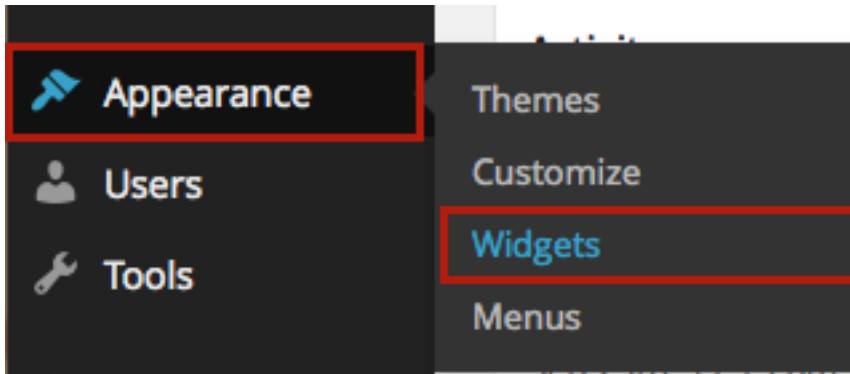 Appearance
Users
Tools
Themes
Customize
Widgets
Menus